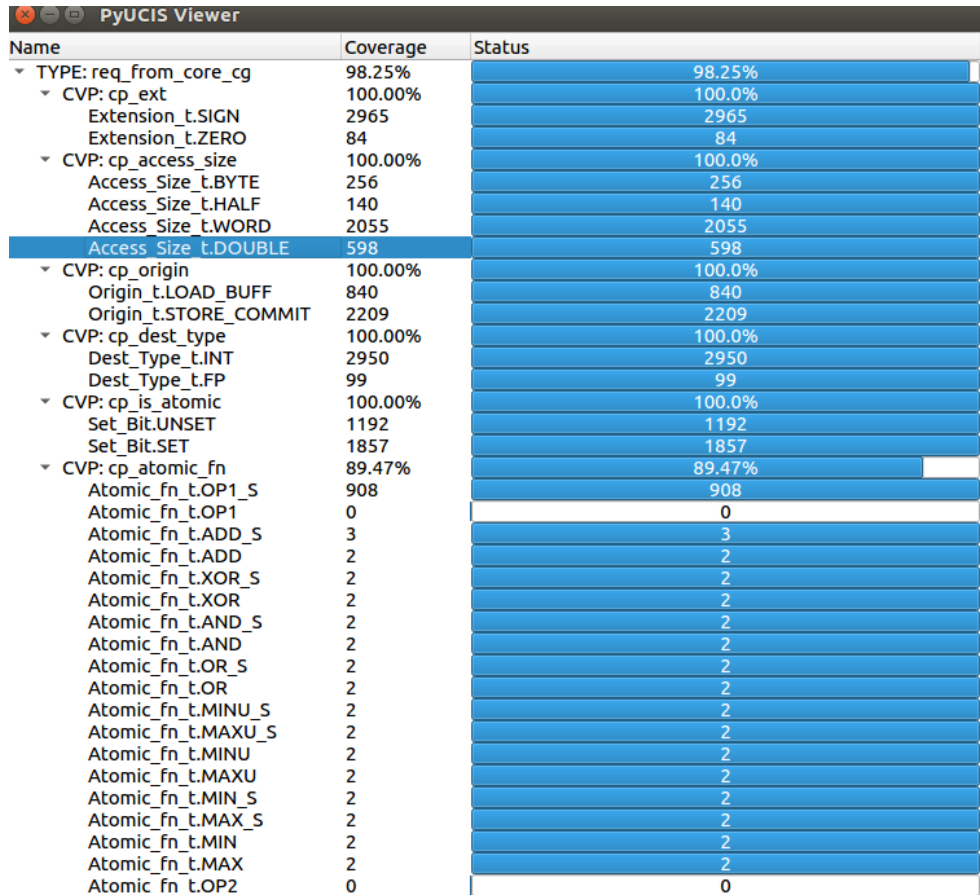 PyUCIS Viewer
Name Coverage Status
TYPE: req_from_core_cg 98.25% 98.25%
CVP: cp_ext 100.00% 100.0%
Extension_t.SIGN 2965 2965
Extension_t.ZERO 84 84
CVP: cp_access_size 100.00% 100.0%
Access_Size_t.BYTE 256 256
Access_Size_t.HALF 140 140
Access_Size_t.WORD 2055 2055
Access_Size_t.DOUBLE 598 598
CVP: cp_origin 100.00% 100.0%
Origin_t.LOAD_BUFF 840 840
Origin_t.STORE_COMMIT 2209 2209
CVP: cp_dest_type 100.00% 100.0%
Dest_Type_t.INT 2950 2950
Dest_Type_t.FP 99 99
CVP: cp_is_atomic 100.00% 100.0%
Set_Bit.UNSET 1192 1192
Set_Bit.SET 1857 1857
CVP: cp_atomic_fn 89.47% 89.47%
Atomic_fn_t.OP1_S 908 908
Atomic_fn_t.OP1 0 0
Atomic_fn_t.ADD_S 3 3
Atomic_fn_t.ADD 2 2
Atomic_fn_t.XOR_S 2 2
Atomic_fn_t.XOR 2 2
Atomic_fn_t.AND_S 2 2
Atomic_fn_t.AND 2 2
Atomic_fn_t.OR_S 2 2
Atomic_fn_t.OR 2 2
Atomic_fn_t.MINU_S 2 2
Atomic_fn_t.MAXU_S 2 2
Atomic_fn_t.MINU 2 2
Atomic_fn_t.MAXU 2 2
Atomic_fn_t.MIN_S 2 2
Atomic_fn_t.MAX_S 2 2
Atomic_fn_t.MIN 2 2
Atomic_fn_t.MAX 2 2
Atomic_fn_t.OP2 0 0